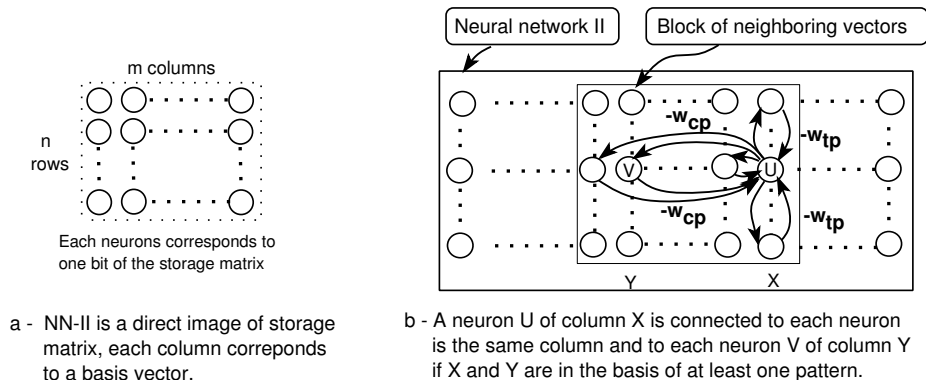 Neural network II
Block of neighboring vectors
m columns
n
rows
Each neurons corresponds to
one bit of the storage matrix
-wcp
-wtp
V
U
-wcp
-wtp
Y
X
a - NN-II is a direct image of storage
matrix, each column correponds
to a basis vector.
b - A neuron U of column X is connected to each neuron
is the same column and to each neuron V of column Y
if X and Y are in the basis of at least one pattern.